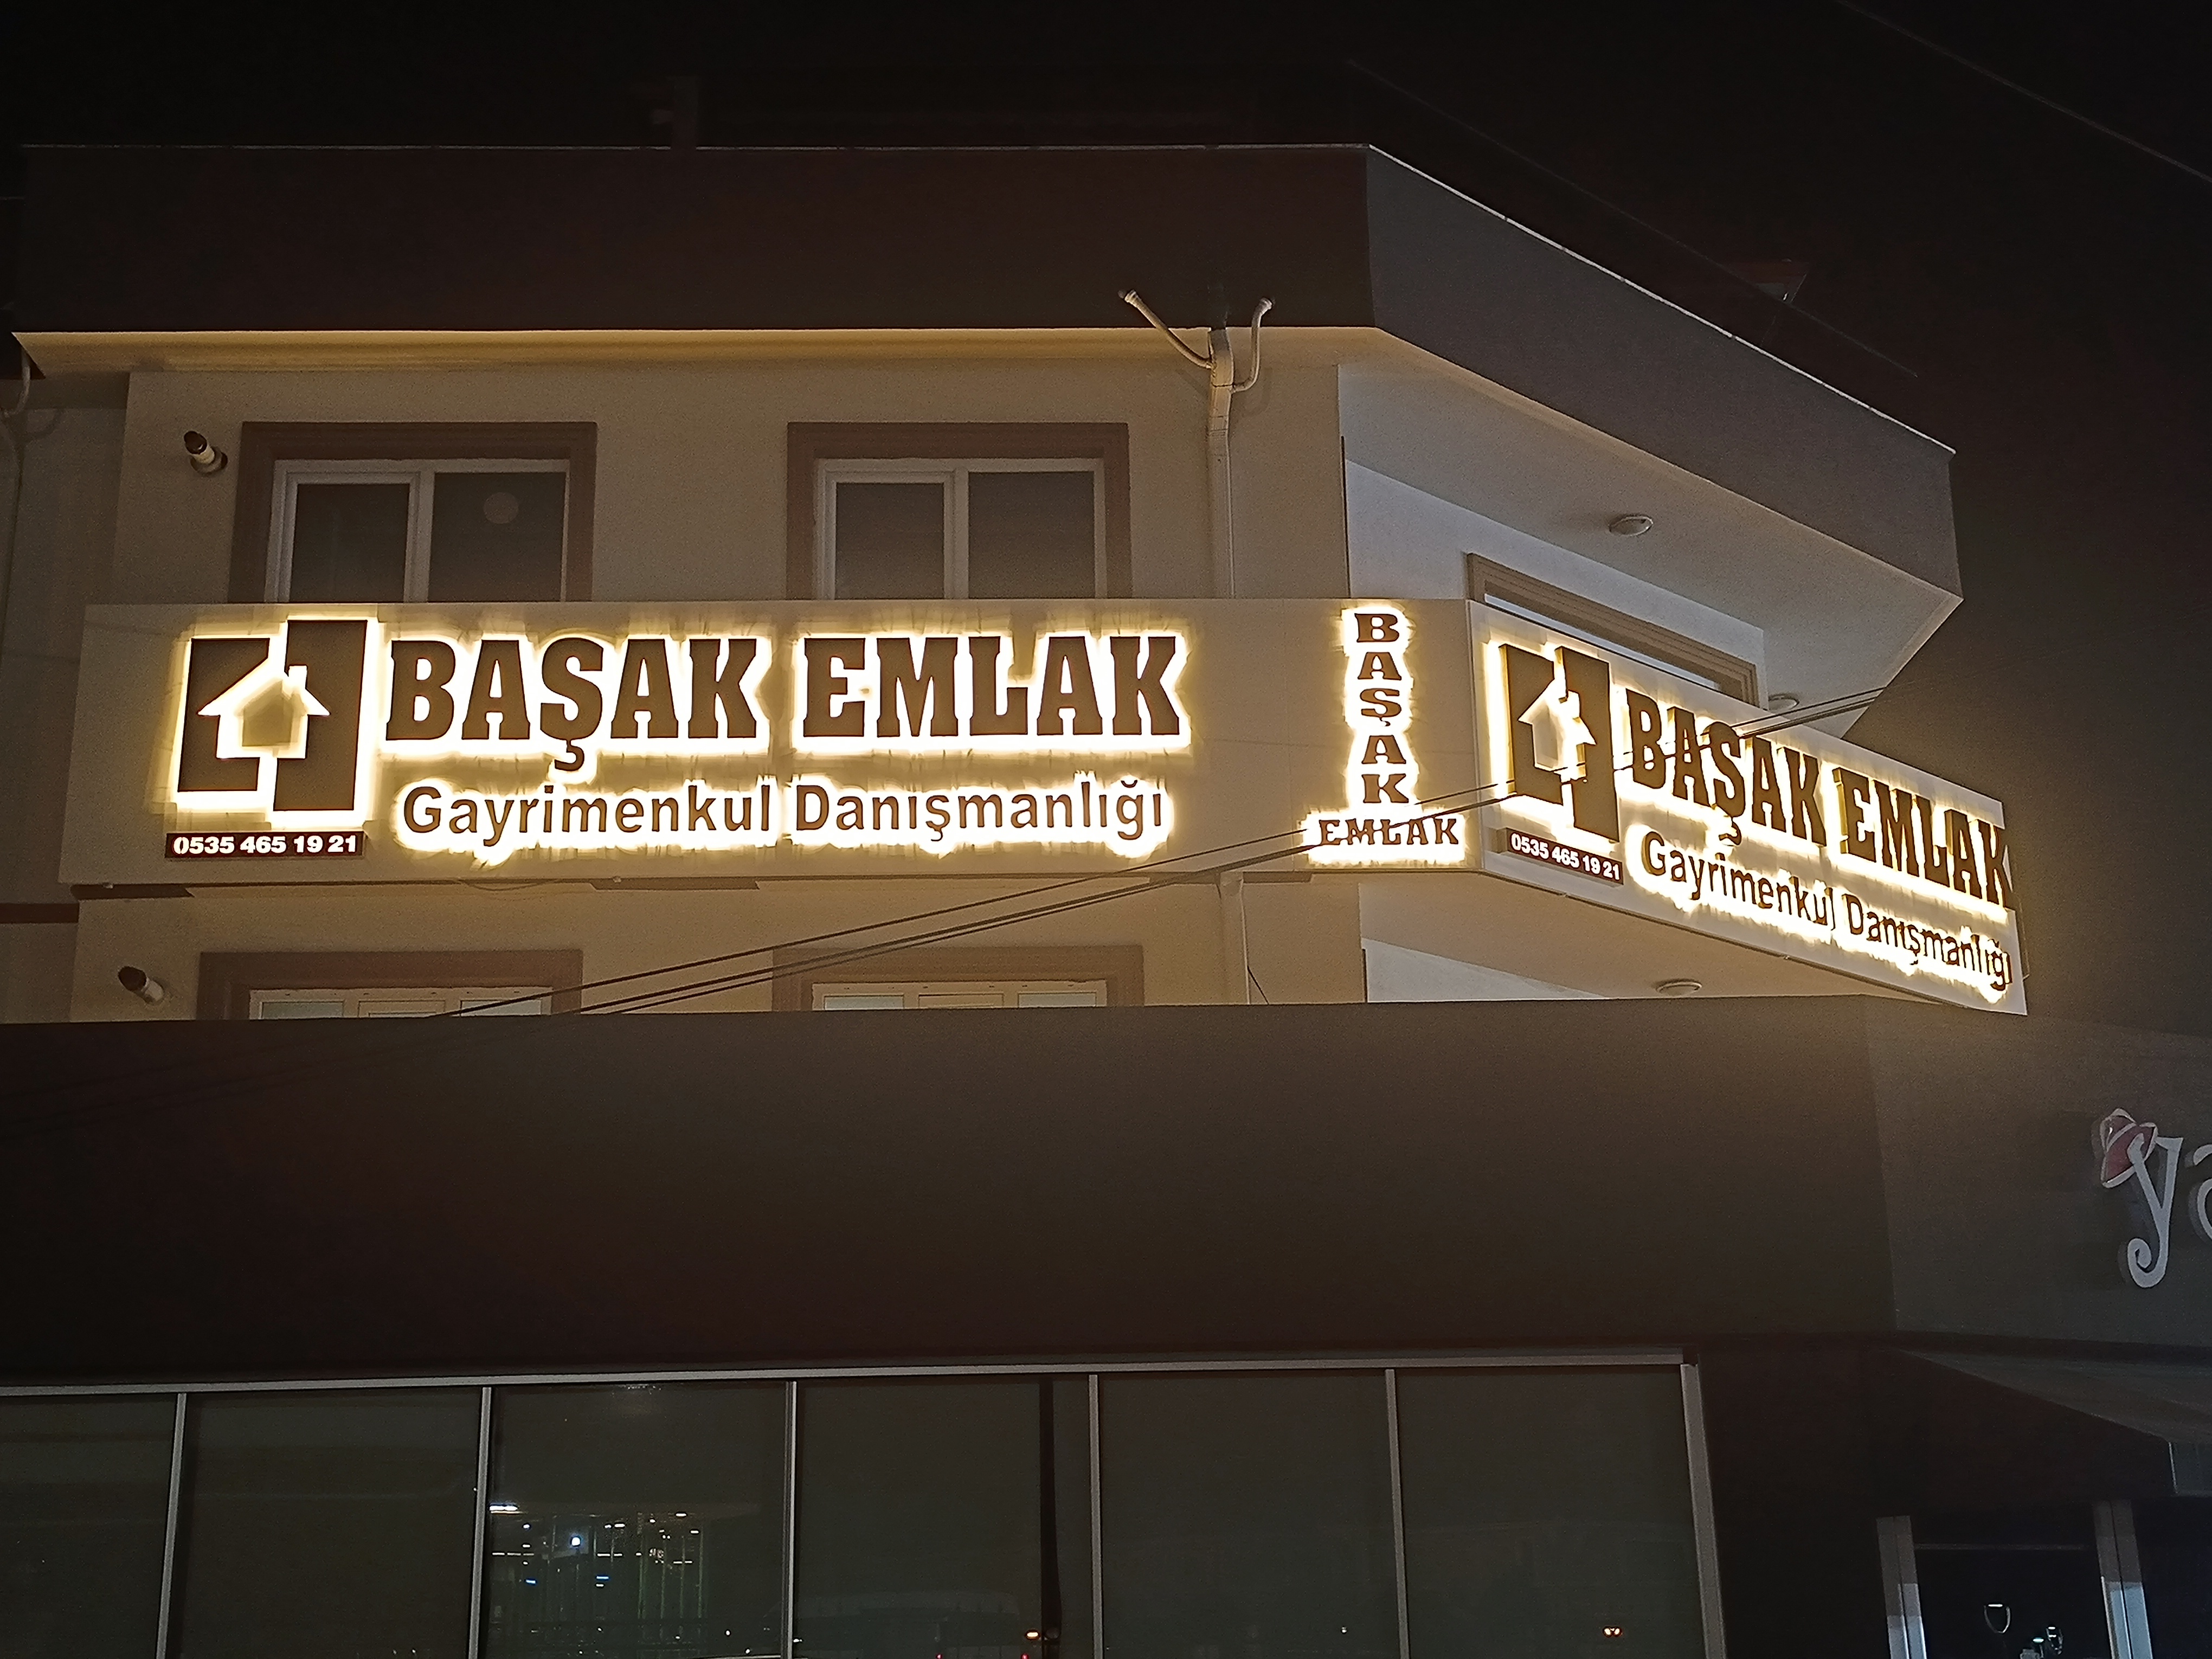 BAŞAK EMLAK
Gayrimenkul Danışmanlığı
0535 465 19 21
BAŞAK
EMLAK
BAŞAK EMLAK
Gayrimenkul Danışmanlığı
0535 465 19 21